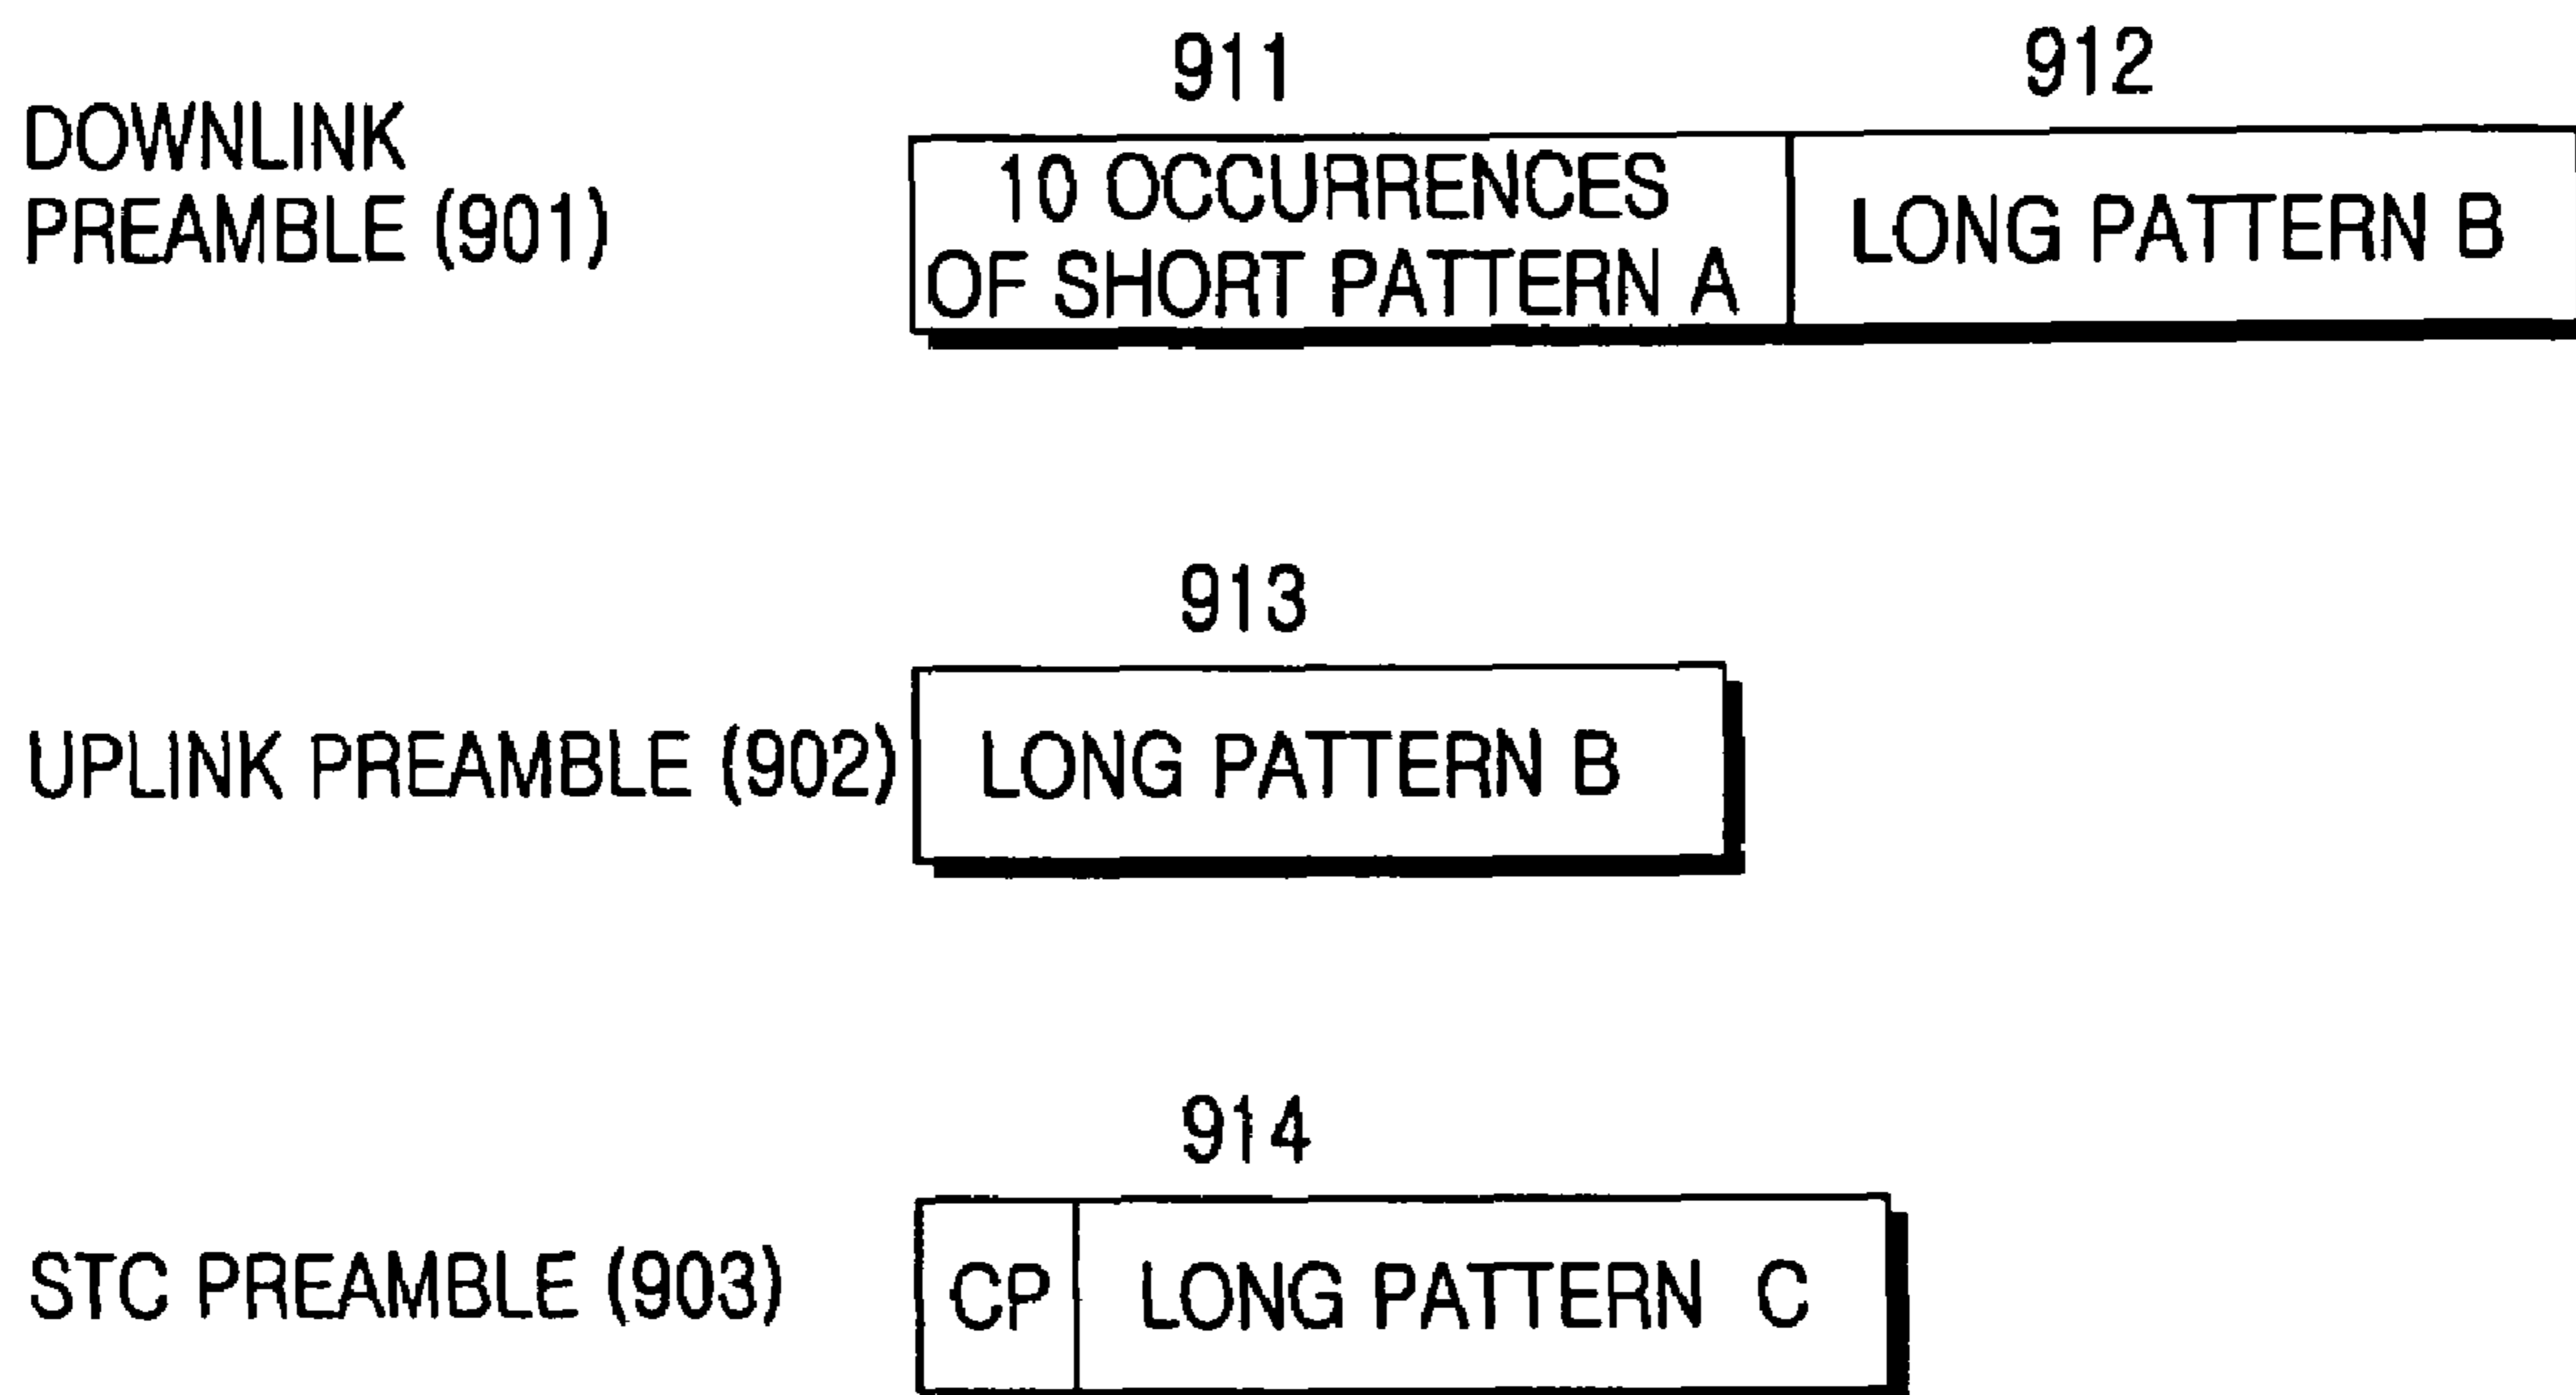 911
912
DOWNLINK
PREAMBLE (901)
10 OCCURRENCES
OF SHORT PATTERN A
LONG PATTERN B
913
UPLINK PREAMBLE (902)
LONG PATTERN B
914
STC PREAMBLE (903)
CP
LONG PATTERN C